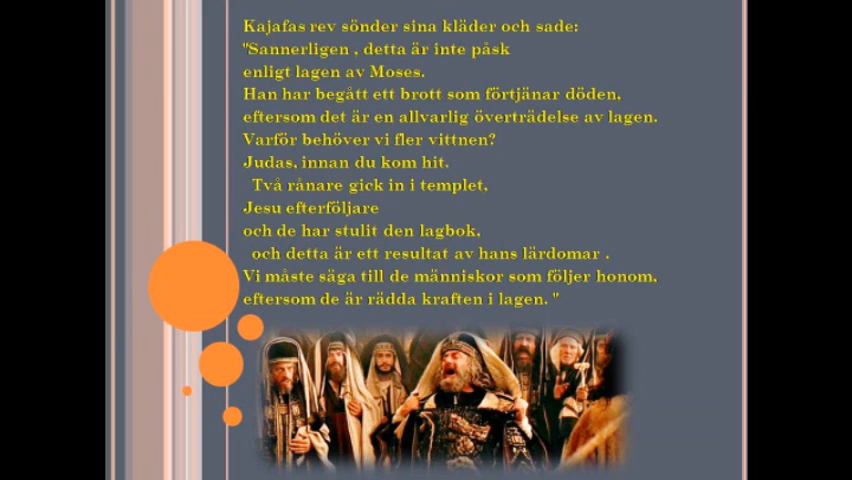 Kajafas rev sönder sina kläder och sade:
"Sannerligen , detta är inte påsk
enligt lagen av Moses.
Han har begått ett brott som förtjänar döden,
eftersom det är en allvarlig överträdelse av lagen.
Varför behöver vi fler vittnen?
Judas, innan du kom hit.
Två rånare gick in i templet,
Jesu efterföljare
och de har stulit den lagbok,
och detta är ett resultat av hans lärdomar .
Vi måste säga till de människor som följer honom,
eftersom de är rädda kraften i lagen. "